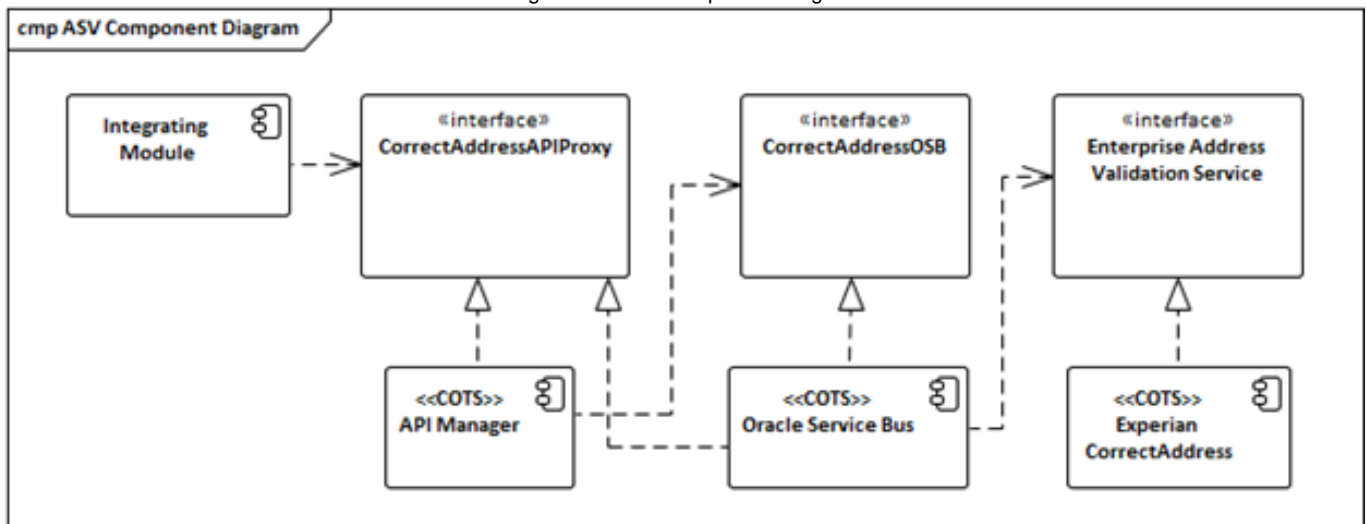 cmp ASV Component Diagram
Integrating
Module
«interface»
CorrectAddressAPIProxy
«interface»
CorrectAddressOSB
«interface»
Enterprise Address
Validation Service
<<COTS>>
API Manager
<<COTS>>
Oracle Service Bus
<<COTS>>
Experian
CorrectAddress